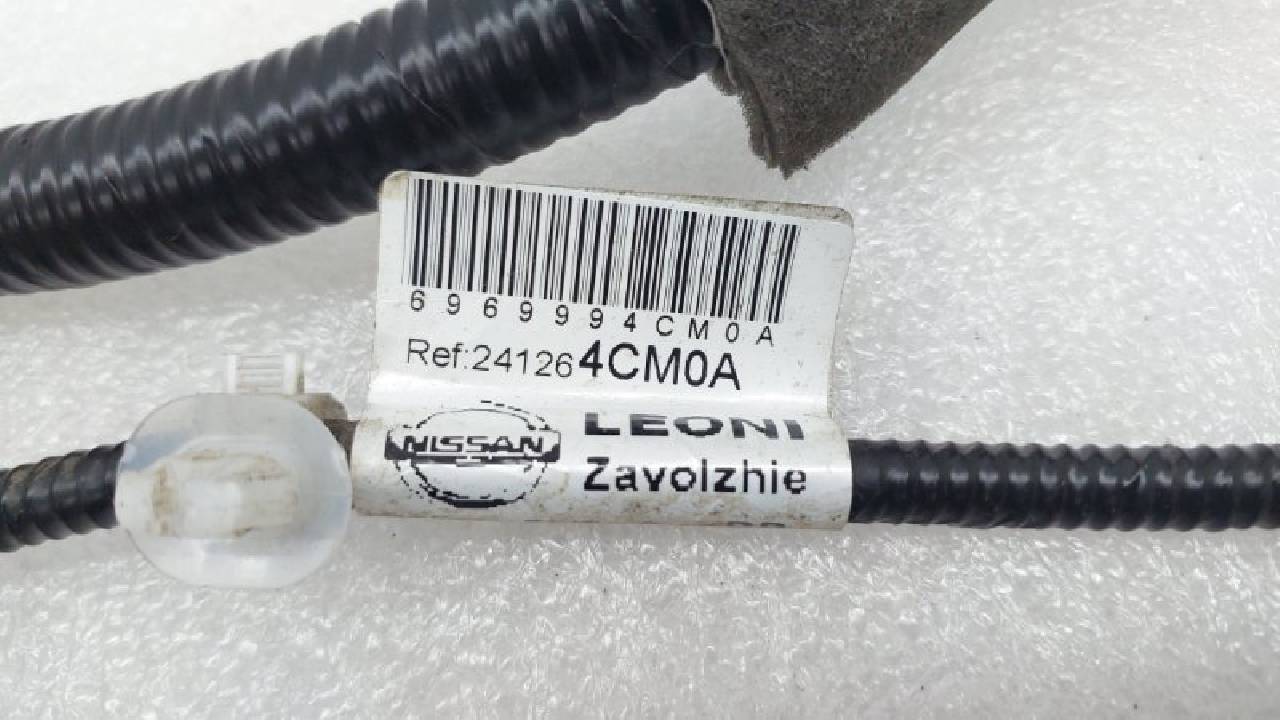 6969994CM0A
Ref:241264CM0A
NISSAN
LEONI
Zavolzhie